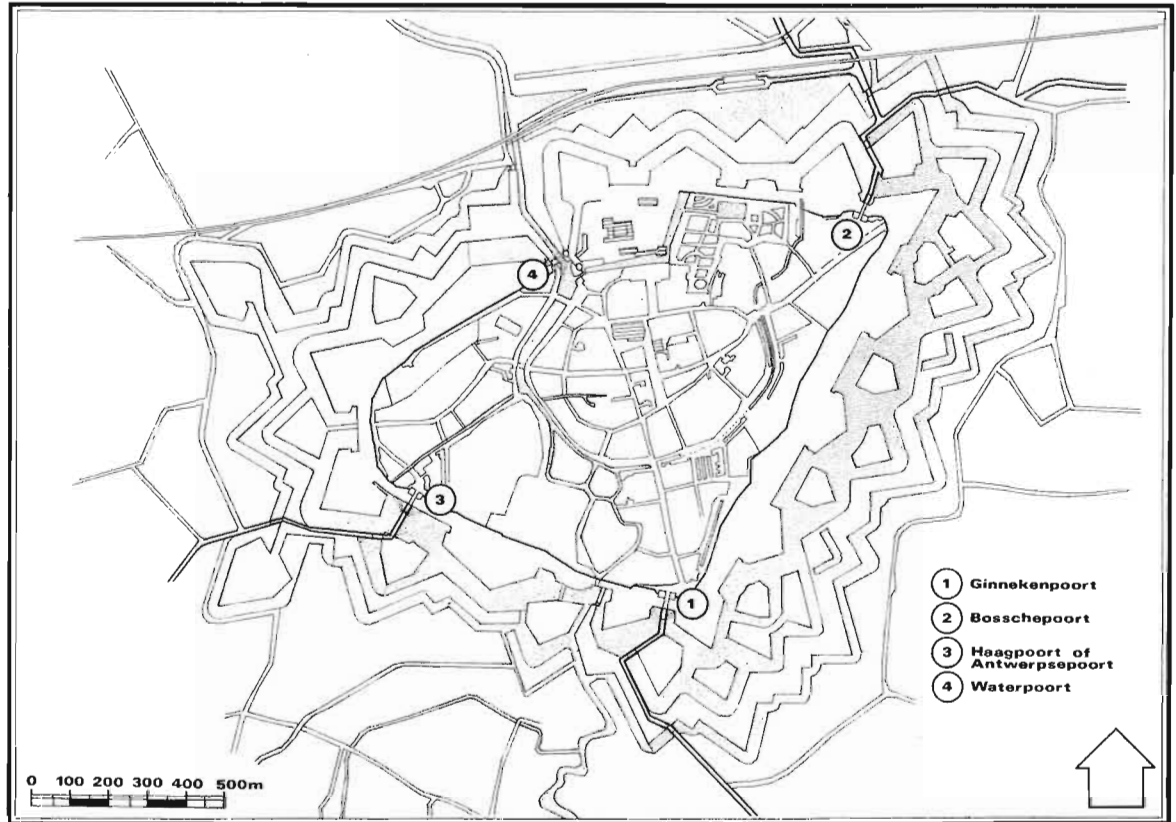 2
4
3
1
1 Ginnekenpoort
2 Bosschepoort
3 Haagpoort of
Antwerpsepoort
4 Waterpoort
0 100 200 300 400 500m